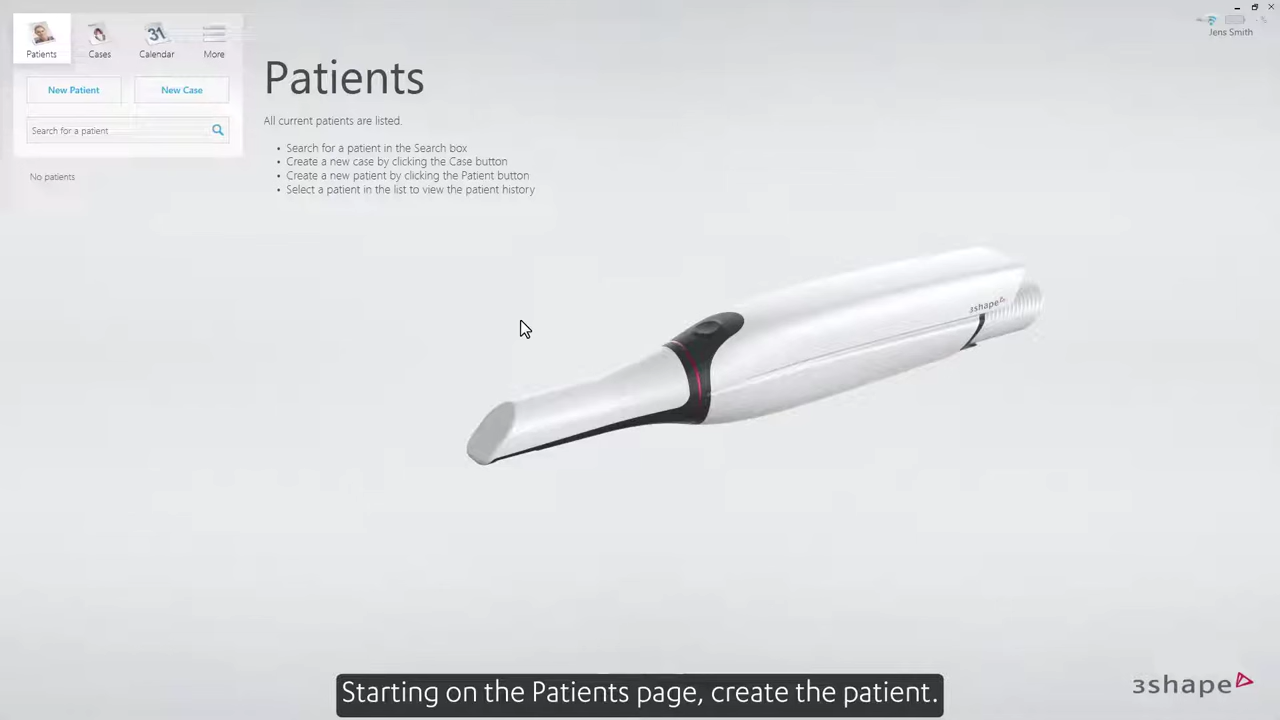 Patients
Cases
31
Calendar
More
Jens Smith
New Patient
New Case
Search for a patient
No patients
Patients
All current patients are listed.
• Search for a patient in the Search box
• Create a new case by clicking the Case button
• Create a new patient by clicking the Patient button
• Select a patient in the list to view the patient history
3shape
Starting on the Patients page, create the patient.
3shape